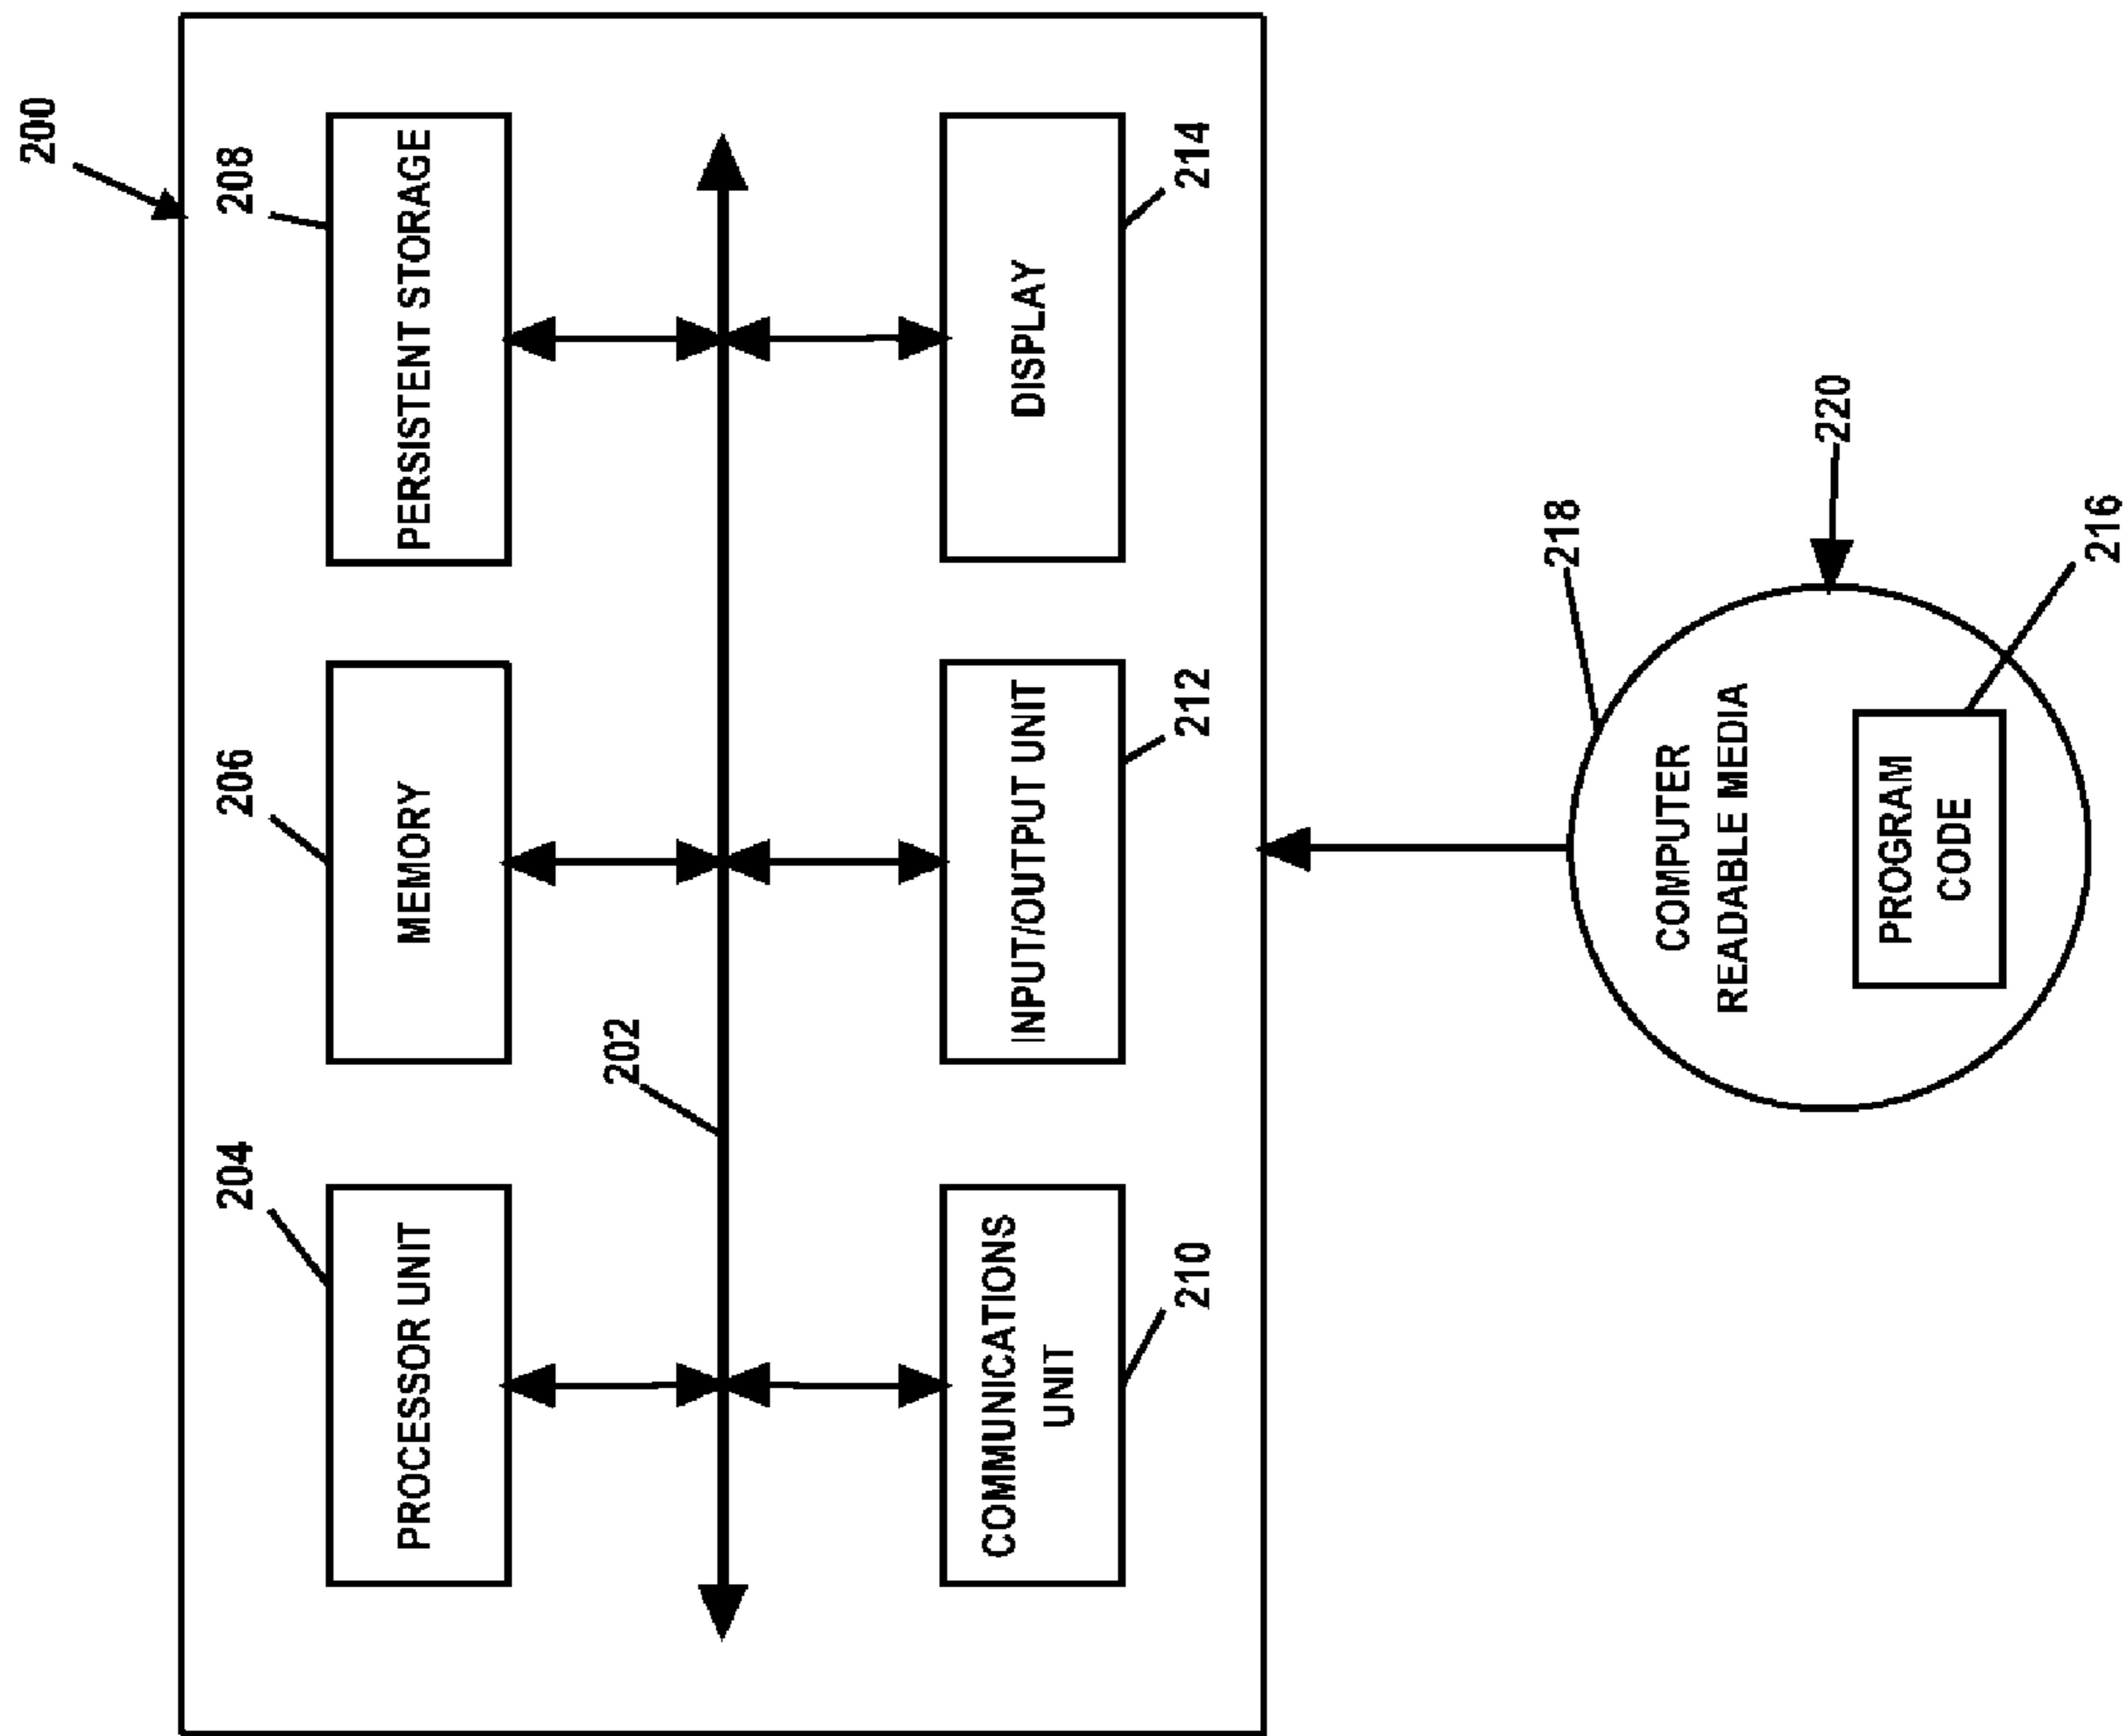 200
204
206
208
PROCESSOR UNIT
MEMORY
PERSISTENT STORAGE
202
COMMUNICATIONS
UNIT
INPUT/OUTPUT UNIT
DISPLAY
210
212
214
218
COMPUTER
READABLE MEDIA
220
PROGRAM
CODE
216